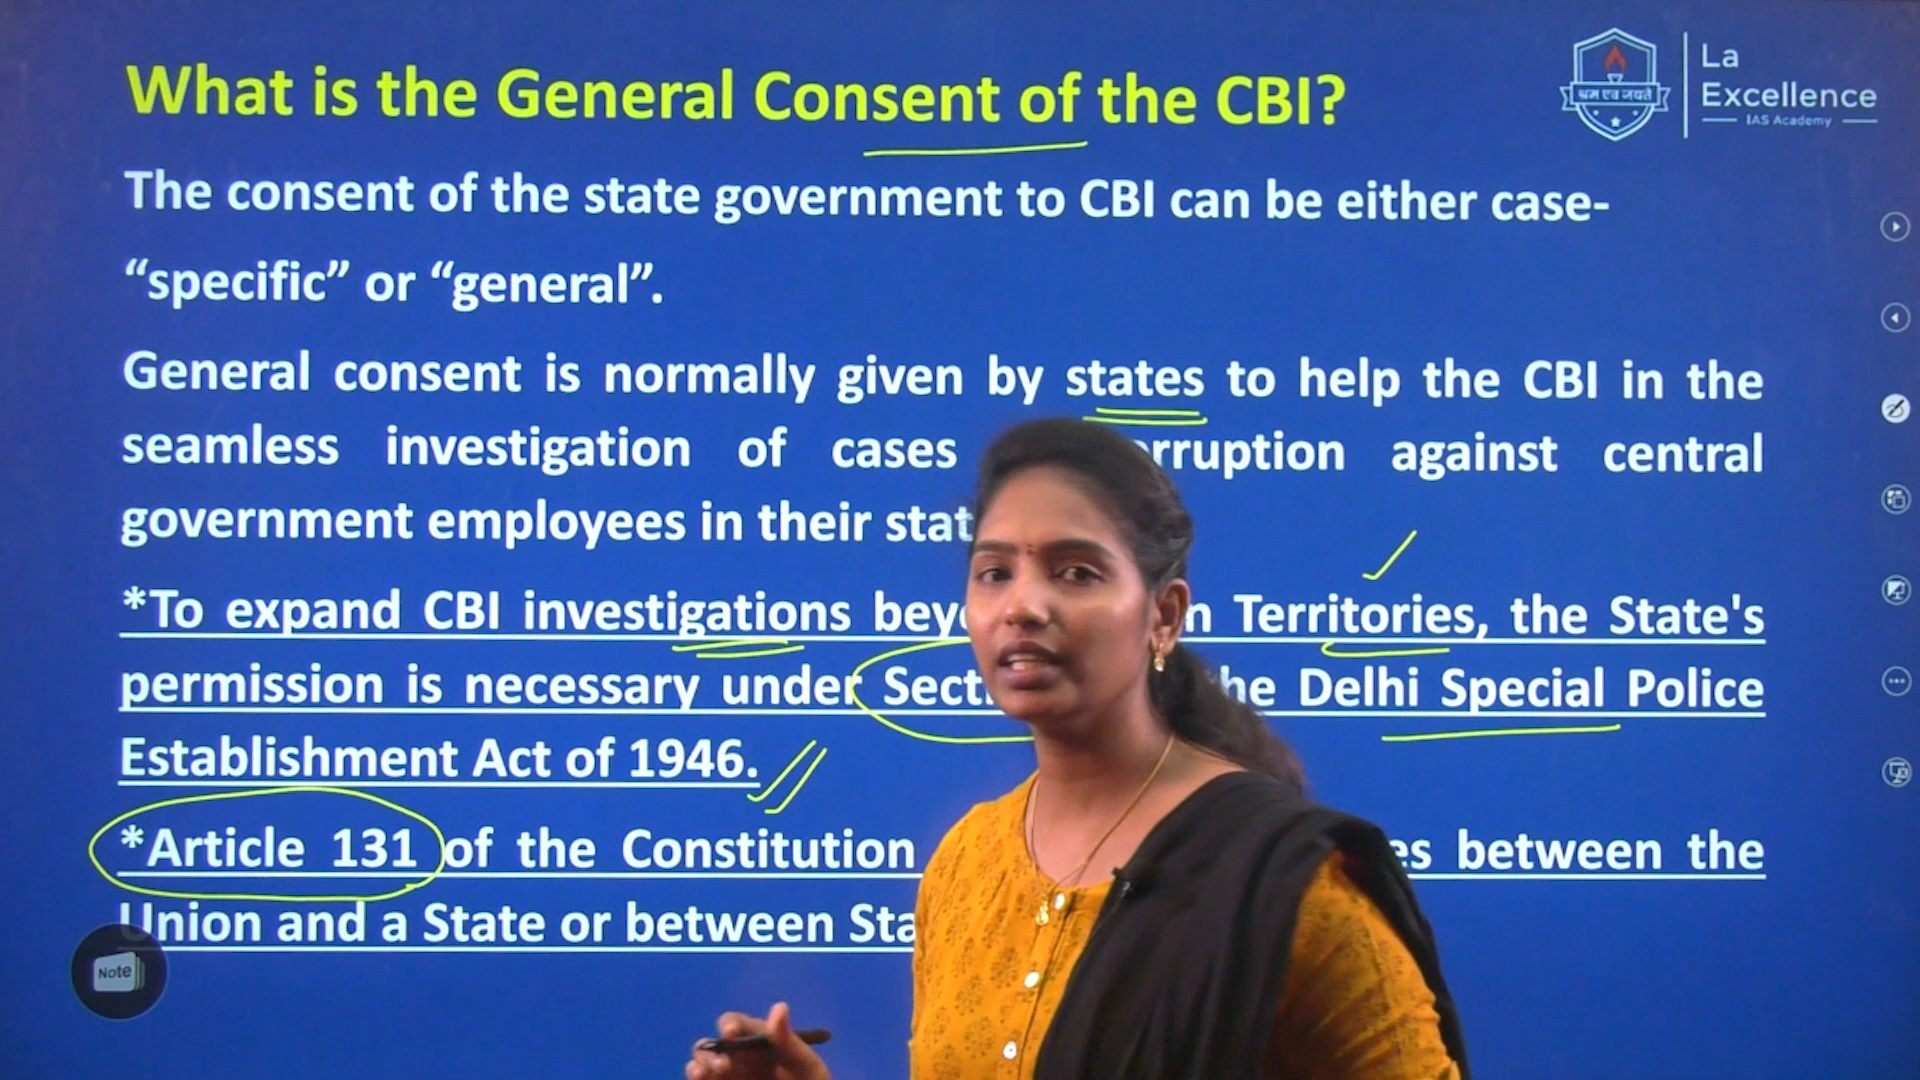 What is the General Consent of the CBI?
La
Excellence
IAS Academy
श्रम एव जयते
The consent of the state government to CBI can be either case-
“specific” or “general”.
General consent is normally given by states to help the CBI in the
seamless investigation of cases rruption against central
government employees in their stat
*To expand CBI investigations bey n Territories, the State's
permission is necessary under Sect he Delhi Special Police
Establishment Act of 1946.
*Article 131 of the Constitution es between the
Union and a State or between Sta
Note